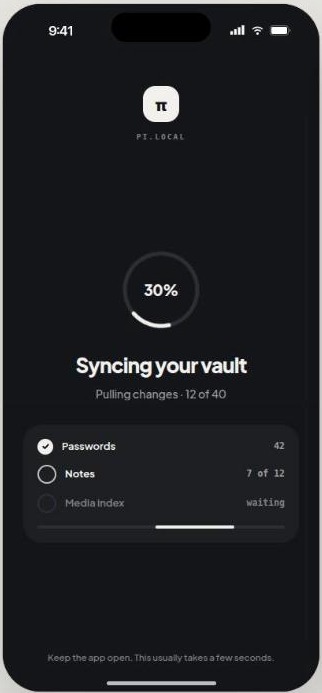 9:41
π
PI.LOCAL
30%
Syncing your vault
Pulling changes · 12 of 40
Passwords 42
Notes 7 of 12
Media index waiting
Keep the app open. This usually takes a few seconds.